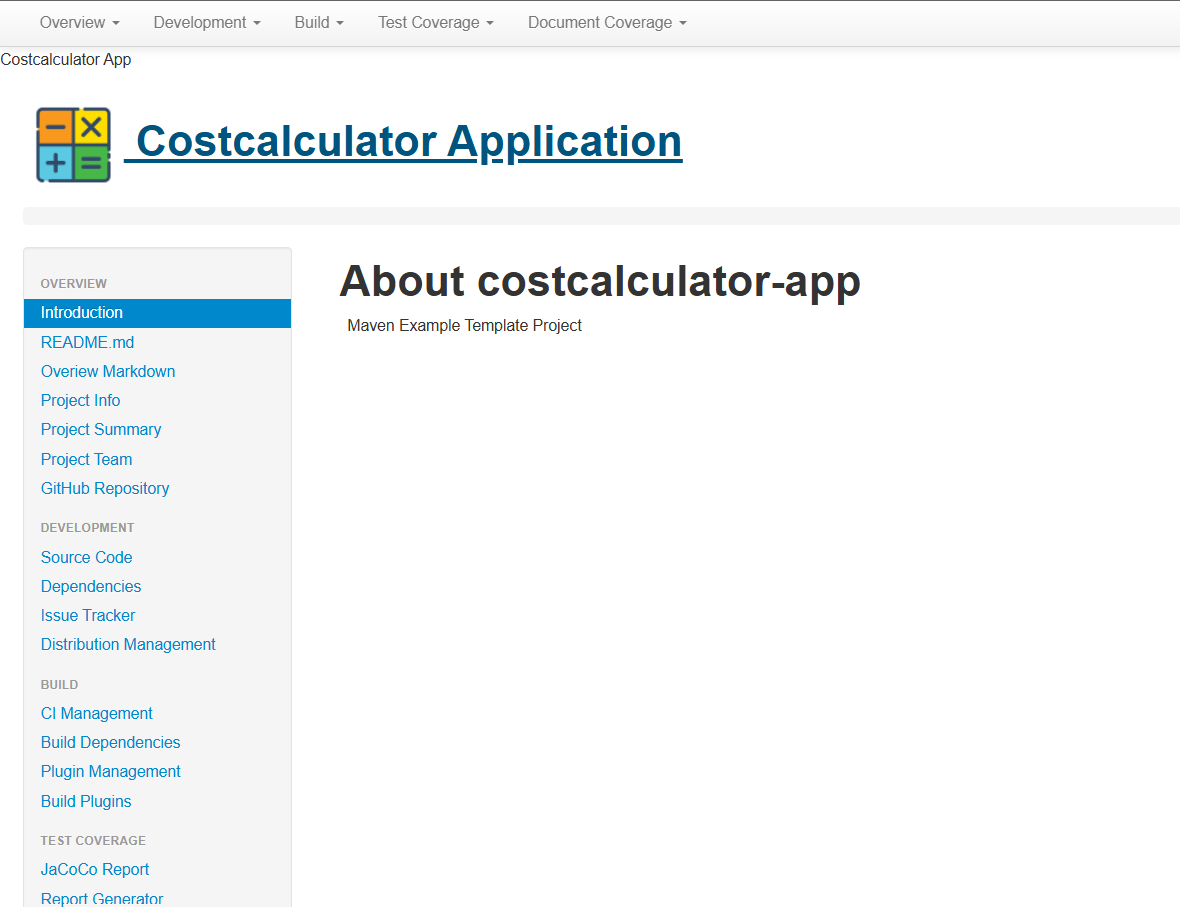 Overview Development Build Test Coverage Document Coverage
Costcalculator App
Costcalculator Application
OVERVIEW
Introduction
README.md
Overiew Markdown
Project Info
Project Summary
Project Team
GitHub Repository
DEVELOPMENT
Source Code
Dependencies
Issue Tracker
Distribution Management
BUILD
CI Management
Build Dependencies
Plugin Management
Build Plugins
TEST COVERAGE
JaCoCo Report
Report Generator
About costcalculator-app
Maven Example Template Project